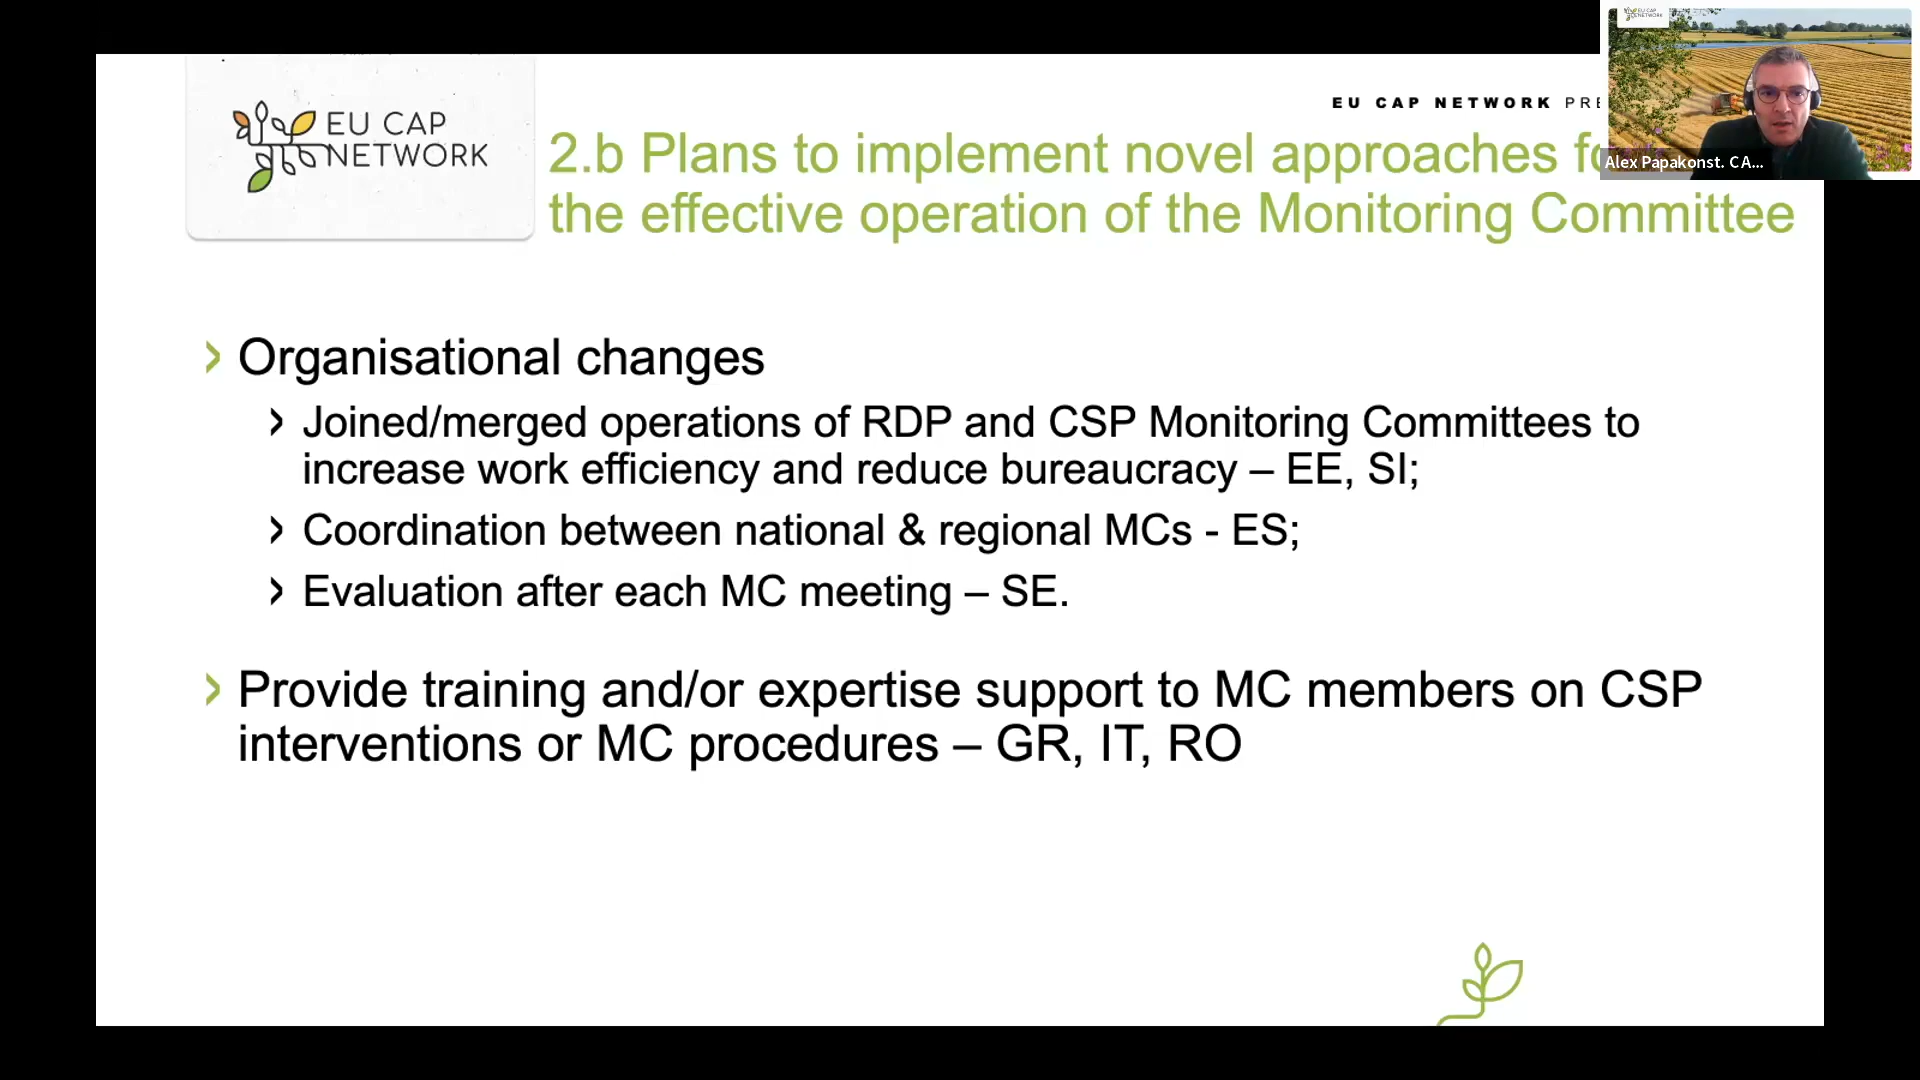 EU CAP NETWORK PRE
EU CAP
NETWORK
2.b Plans to implement novel approaches fo
the effective operation of the Monitoring Committee
Alex Papakonst. CA...
EU CAP
NETWORK
› Organisational changes
› Joined/merged operations of RDP and CSP Monitoring Committees to
increase work efficiency and reduce bureaucracy – EE, SI;
› Coordination between national & regional MCs - ES;
› Evaluation after each MC meeting – SE.
› Provide training and/or expertise support to MC members on CSP
interventions or MC procedures – GR, IT, RO